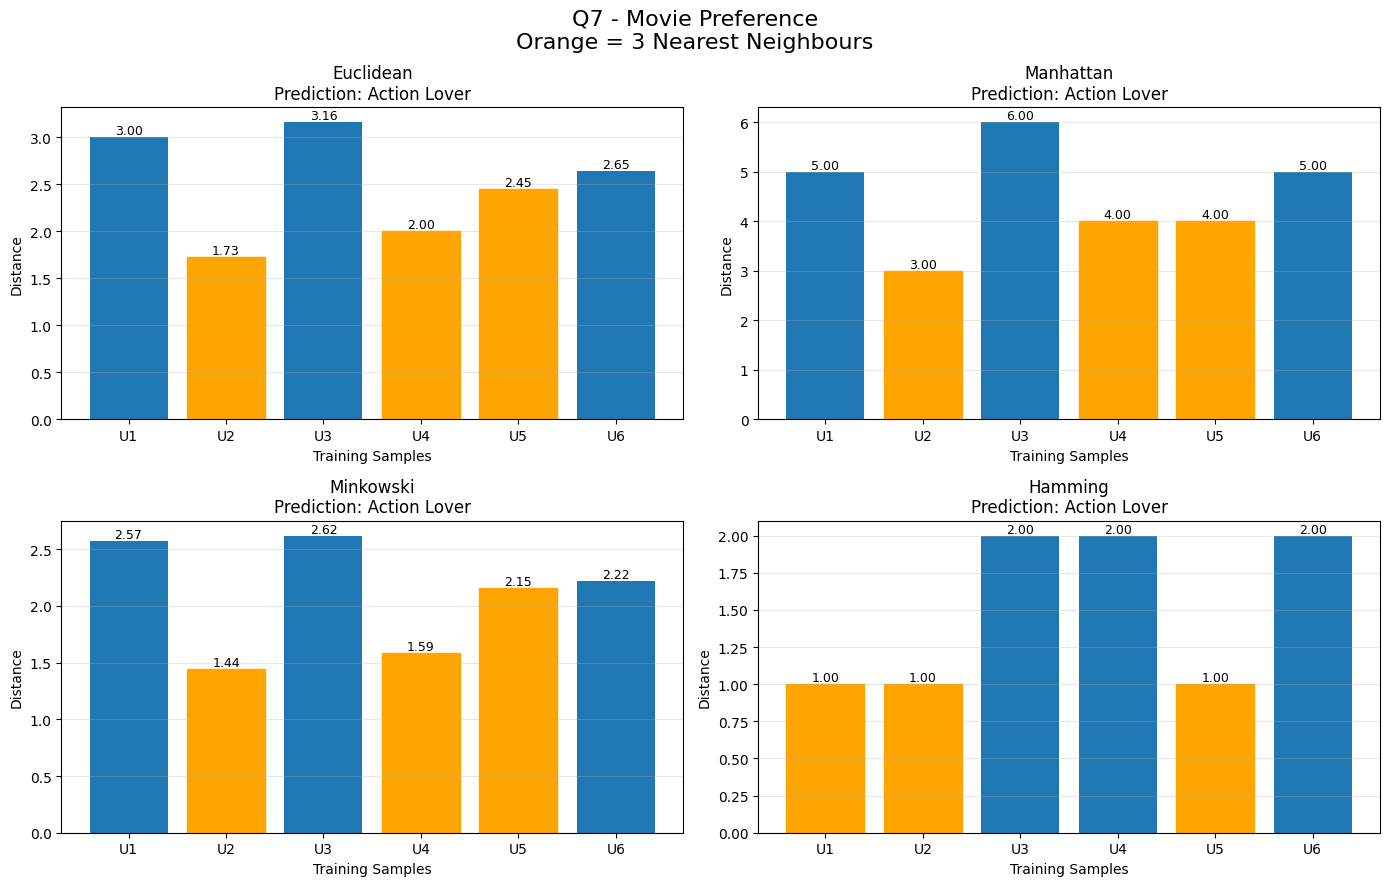 Q7 - Movie Preference
Orange = 3 Nearest Neighbours
Euclidean
Prediction: Action Lover
Distance
3.0
2.5
2.0
1.5
1.0
0.5
0.0
3.00
1.73
3.16
2.00
2.45
2.65
U1 U2 U3 U4 U5 U6
Training Samples
Manhattan
Prediction: Action Lover
Distance
6
5
4
3
2
1
0
5.00
3.00
6.00
4.00
4.00
5.00
U1 U2 U3 U4 U5 U6
Training Samples
Minkowski
Prediction: Action Lover
Distance
2.5
2.0
1.5
1.0
0.5
0.0
2.57
1.44
2.62
1.59
2.15
2.22
U1 U2 U3 U4 U5 U6
Training Samples
Hamming
Prediction: Action Lover
Distance
2.00
1.75
1.50
1.25
1.00
0.75
0.50
0.25
0.00
1.00
1.00
2.00
2.00
1.00
2.00
U1 U2 U3 U4 U5 U6
Training Samples